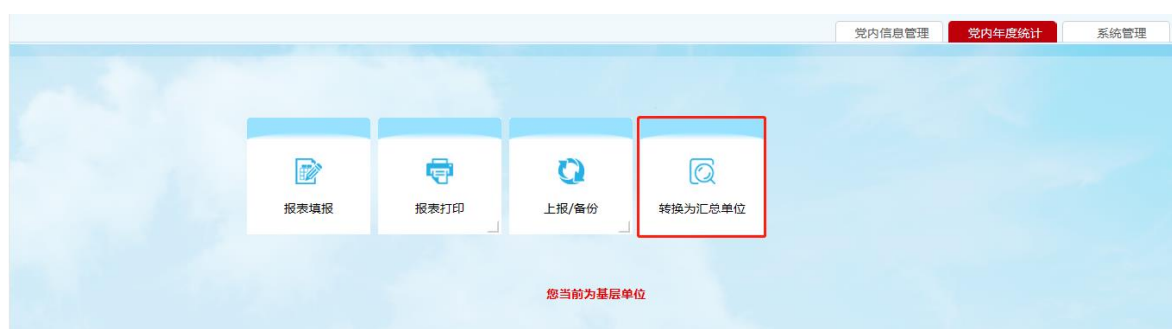 党内信息管理 党内年度统计 系统管理
报表填报 报表打印 上报/备份 转换为汇总单位
您当前为基层单位